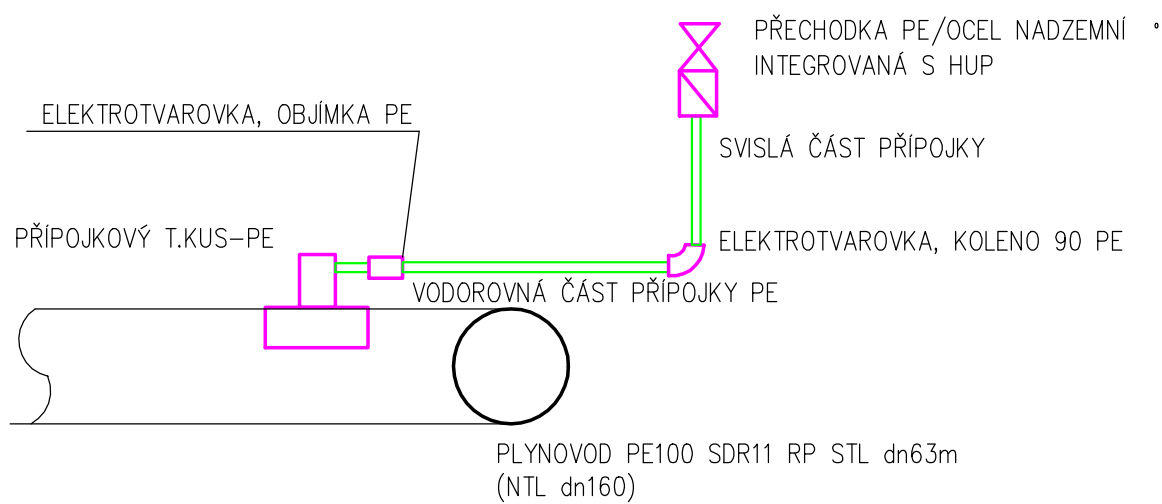 PŘECHODKA PE/OCEL NADZEMNÍ
INTEGROVANÁ S HUP
ELEKTROTVAROVKA, OBJÍMKA PE
SVISLÁ ČÁST PŘÍPOJKY
PŘÍPOJKOVÝ T.KUS-PE
ELEKTROTVAROVKA, KOLENO 90 PE
VODOROVNÁ ČÁST PŘÍPOJKY PE
PLYNOVOD PE100 SDR11 RP STL dn63m
(NTL dn160)